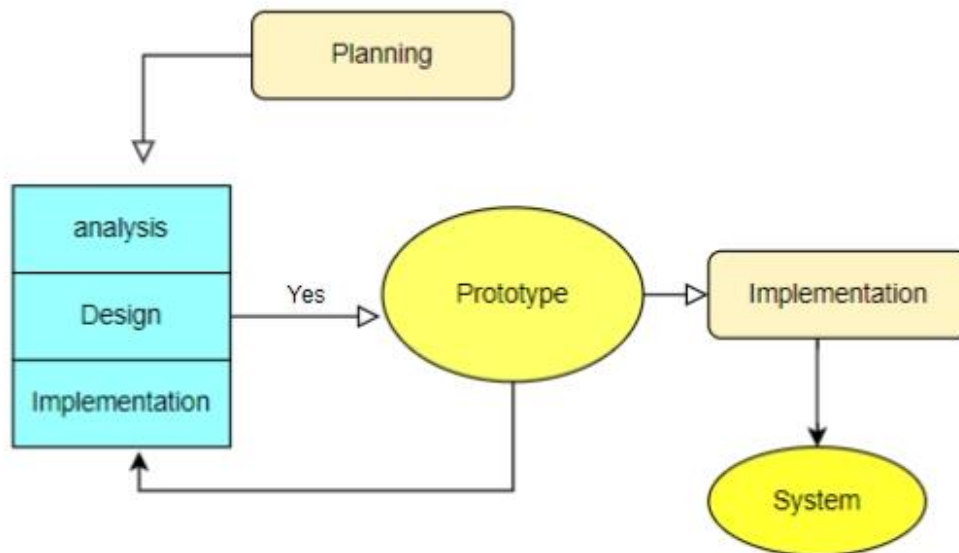 Planning
analysis
Design
Implementation
Yes
Prototype
Implementation
System